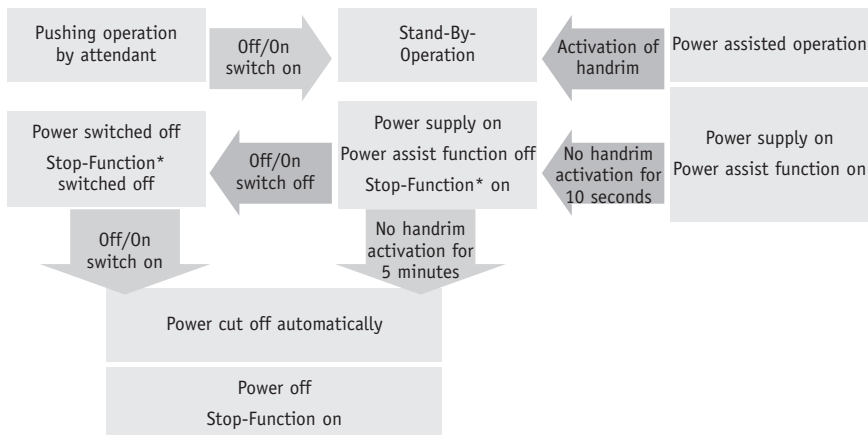 Pushing operation
by attendant
Off/On
switch on
Stand-By-
Operation
Activation of
handrim
Power assisted operation
Power switched off
Stop-Function*
switched off
Off/On
switch off
Power supply on
Power assist function off
Stop-Function* on
No handrim
activation for
10 seconds
Power supply on
Power assist function on
Off/On
switch on
No handrim
activation for
5 minutes
Power cut off automatically
Power off
Stop-Function on